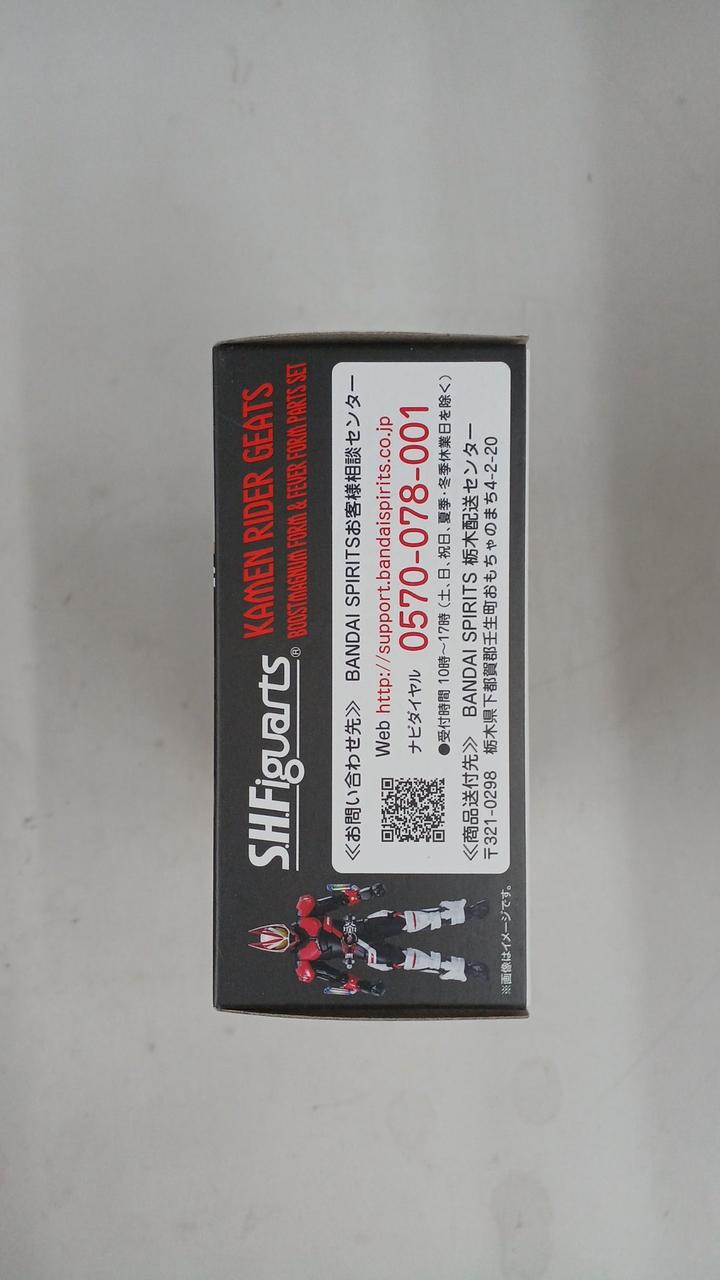 S.H.Figuarts®
KAMEN RIDER GEATS
BOOSTMAGNUM FORM & FEVER FORM PARTS SET
≪お問い合わせ先≫ BANDAI SPIRITSお客様相談センター
Web http://support.bandaispirits.co.jp
ナビダイヤル 0570-078-001
●受付時間 10時〜17時（土、日、祝日、夏季・冬季休業日を除く）
≪商品送付先≫ BANDAI SPIRITS 栃木配送センター
〒321-0298 栃木県下都賀郡壬生町おもちゃのまち4-2-20
※画像はイメージです。